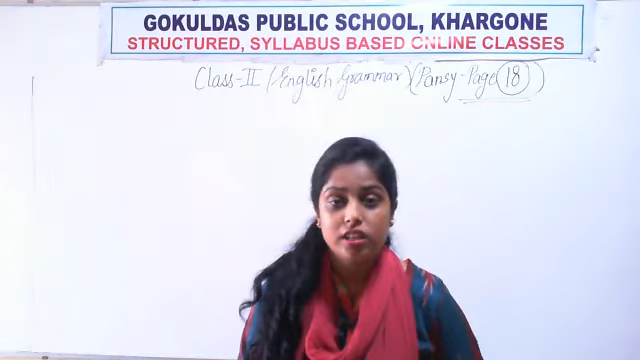 GOKULDAS PUBLIC SCHOOL, KHARGONE
STRUCTURED, SYLLABUS BASED ONLINE CLASSES
Class-II (English Grammar) (Pansy-Page 18)